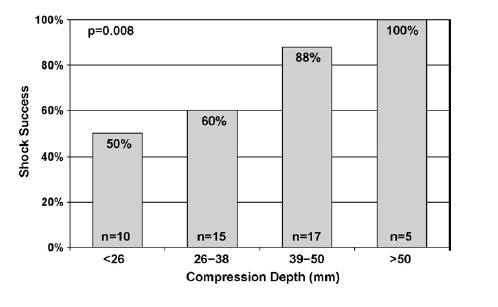 100%
p=0.008
100%
80%
88%
60%
60%
50%
40%
20%
n=10
n=15
n=17
n=5
0%
<26
26–38
39–50
>50
Shock Success
Compression Depth (mm)